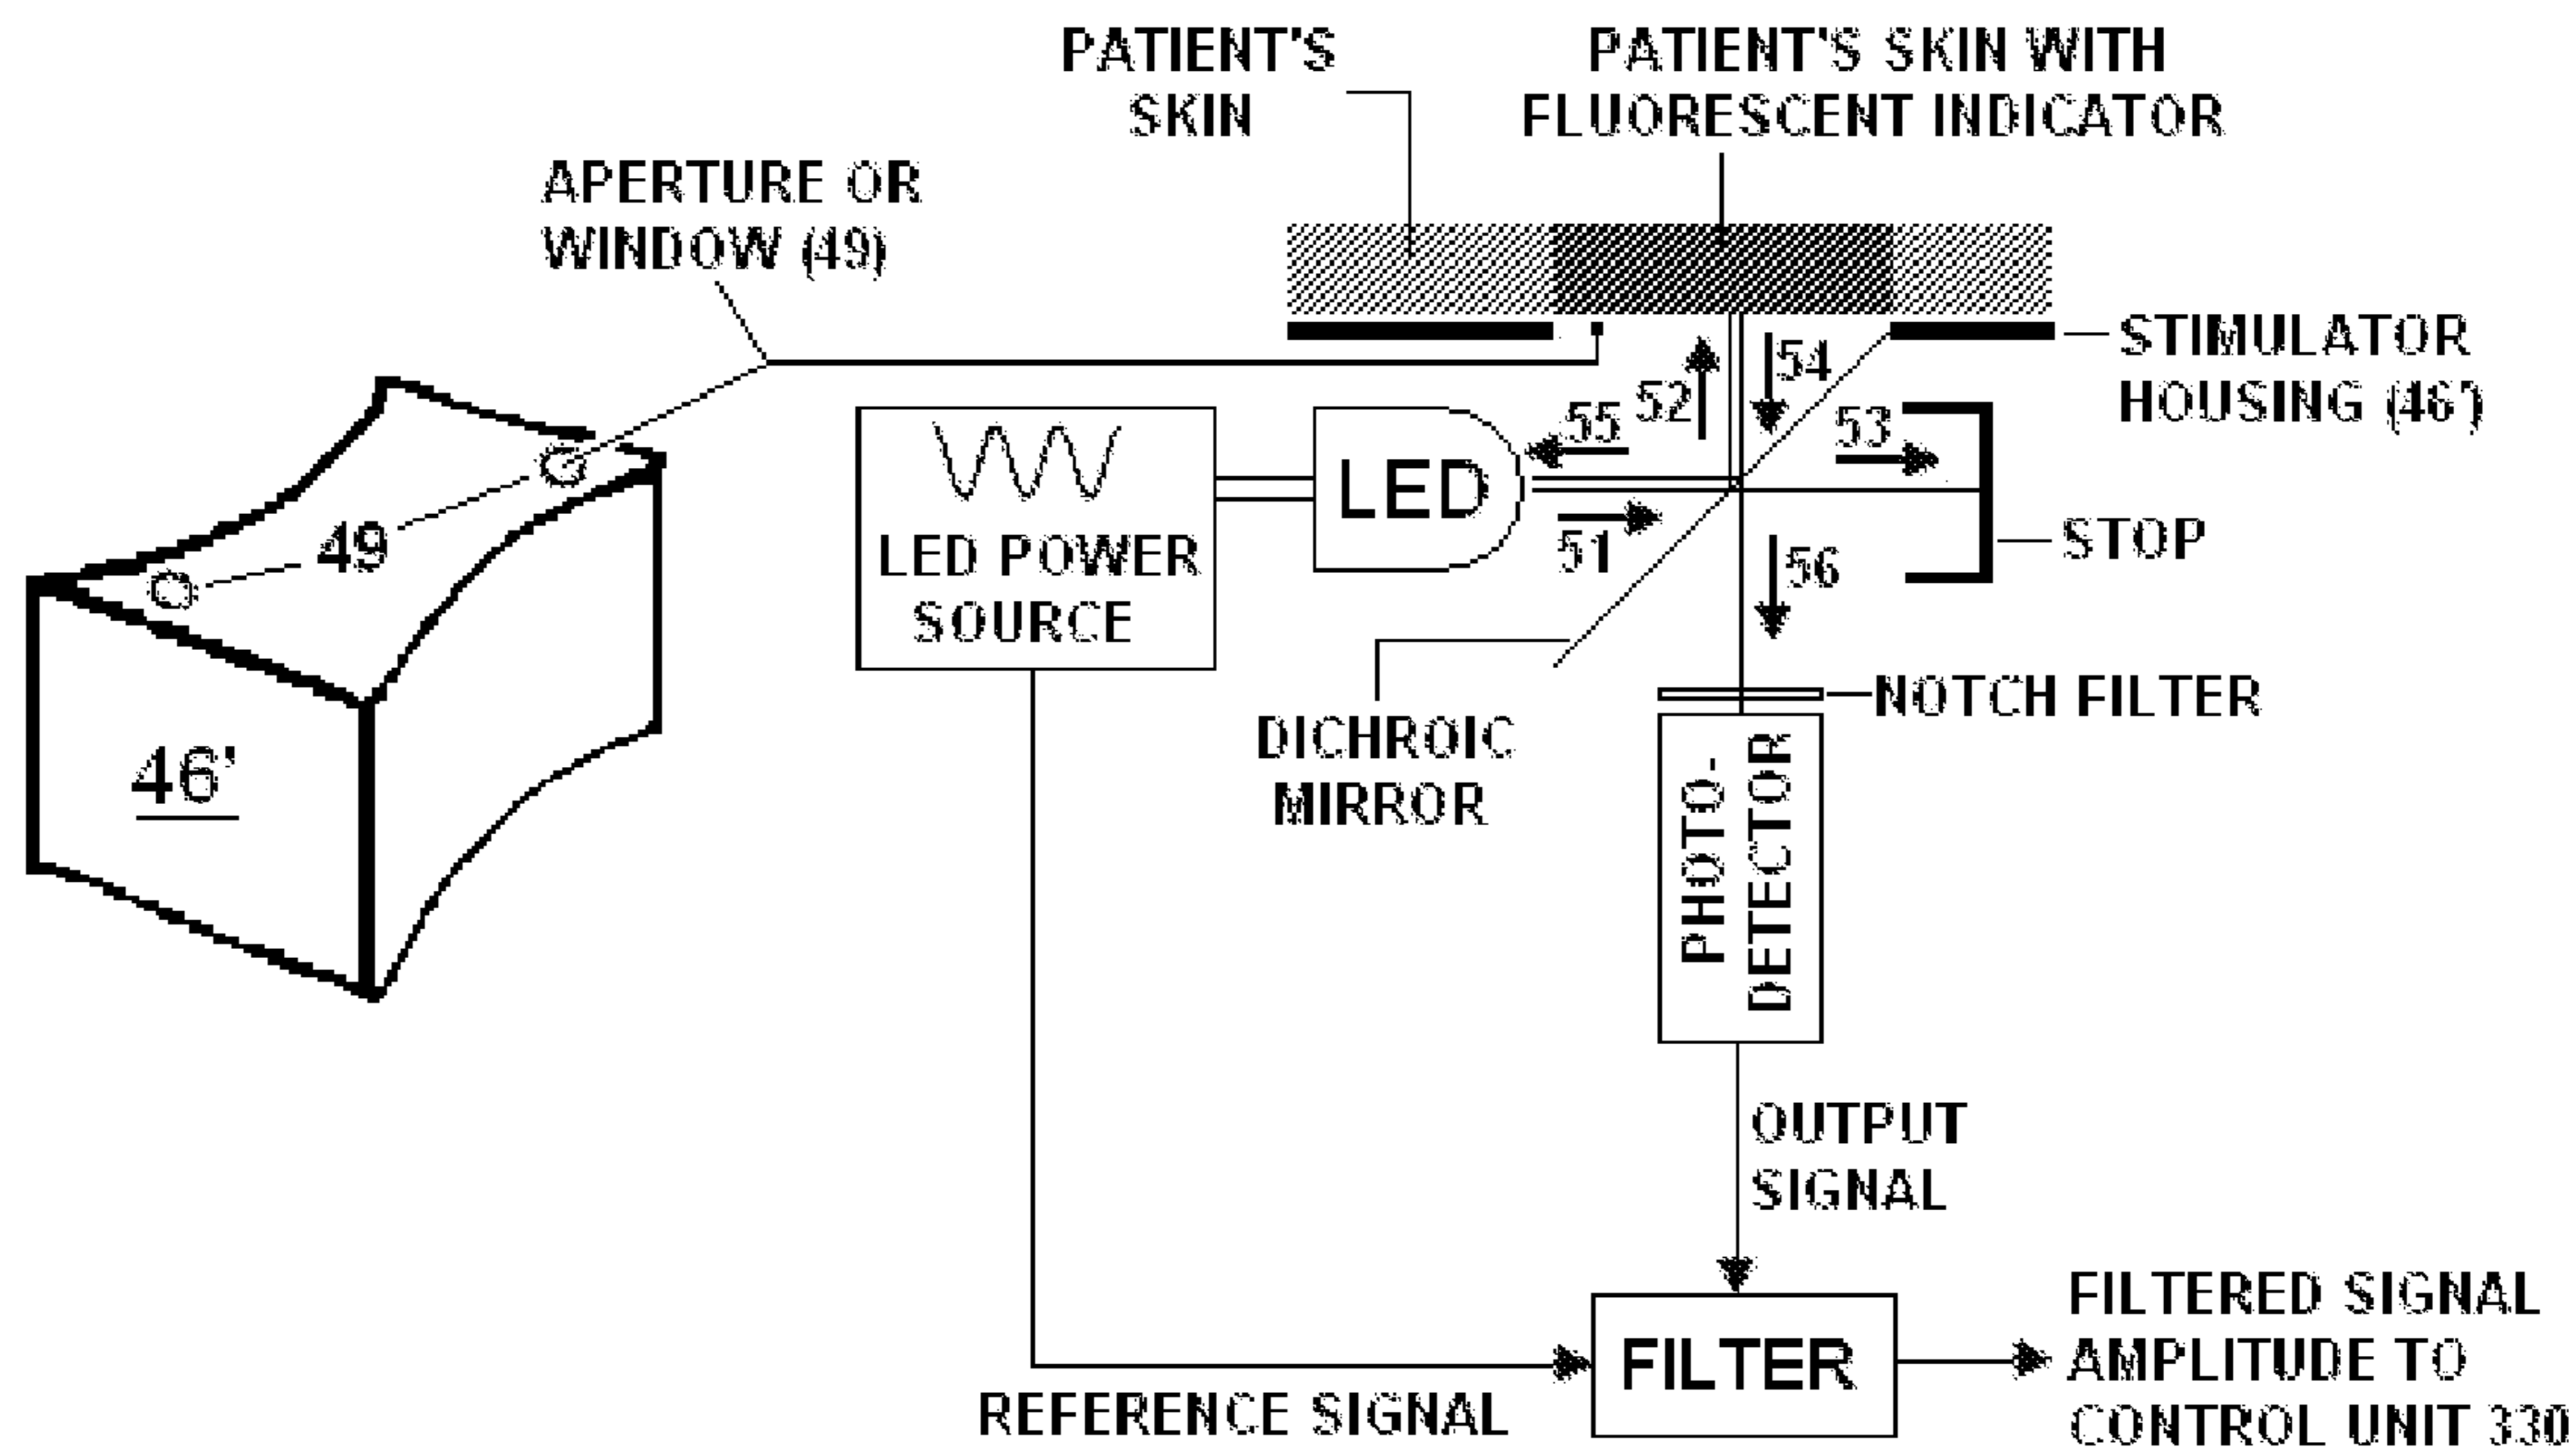 PATIENT'S
SKIN
PATIENT'S SKIN WITH
FLUORESCENT INDICATOR
APERTURE OR
WINDOW (49)
STIMULATOR
HOUSING (46')
54
52
55
53
LED
LED POWER
SOURCE
51
56
STOP
49
46'
NOTCH FILTER
DICHROIC
MIRROR
PHOTO-
DETECTOR
OUTPUT
SIGNAL
FILTER
REFERENCE SIGNAL
FILTERED SIGNAL
AMPLITUDE TO
CONTROL UNIT 330